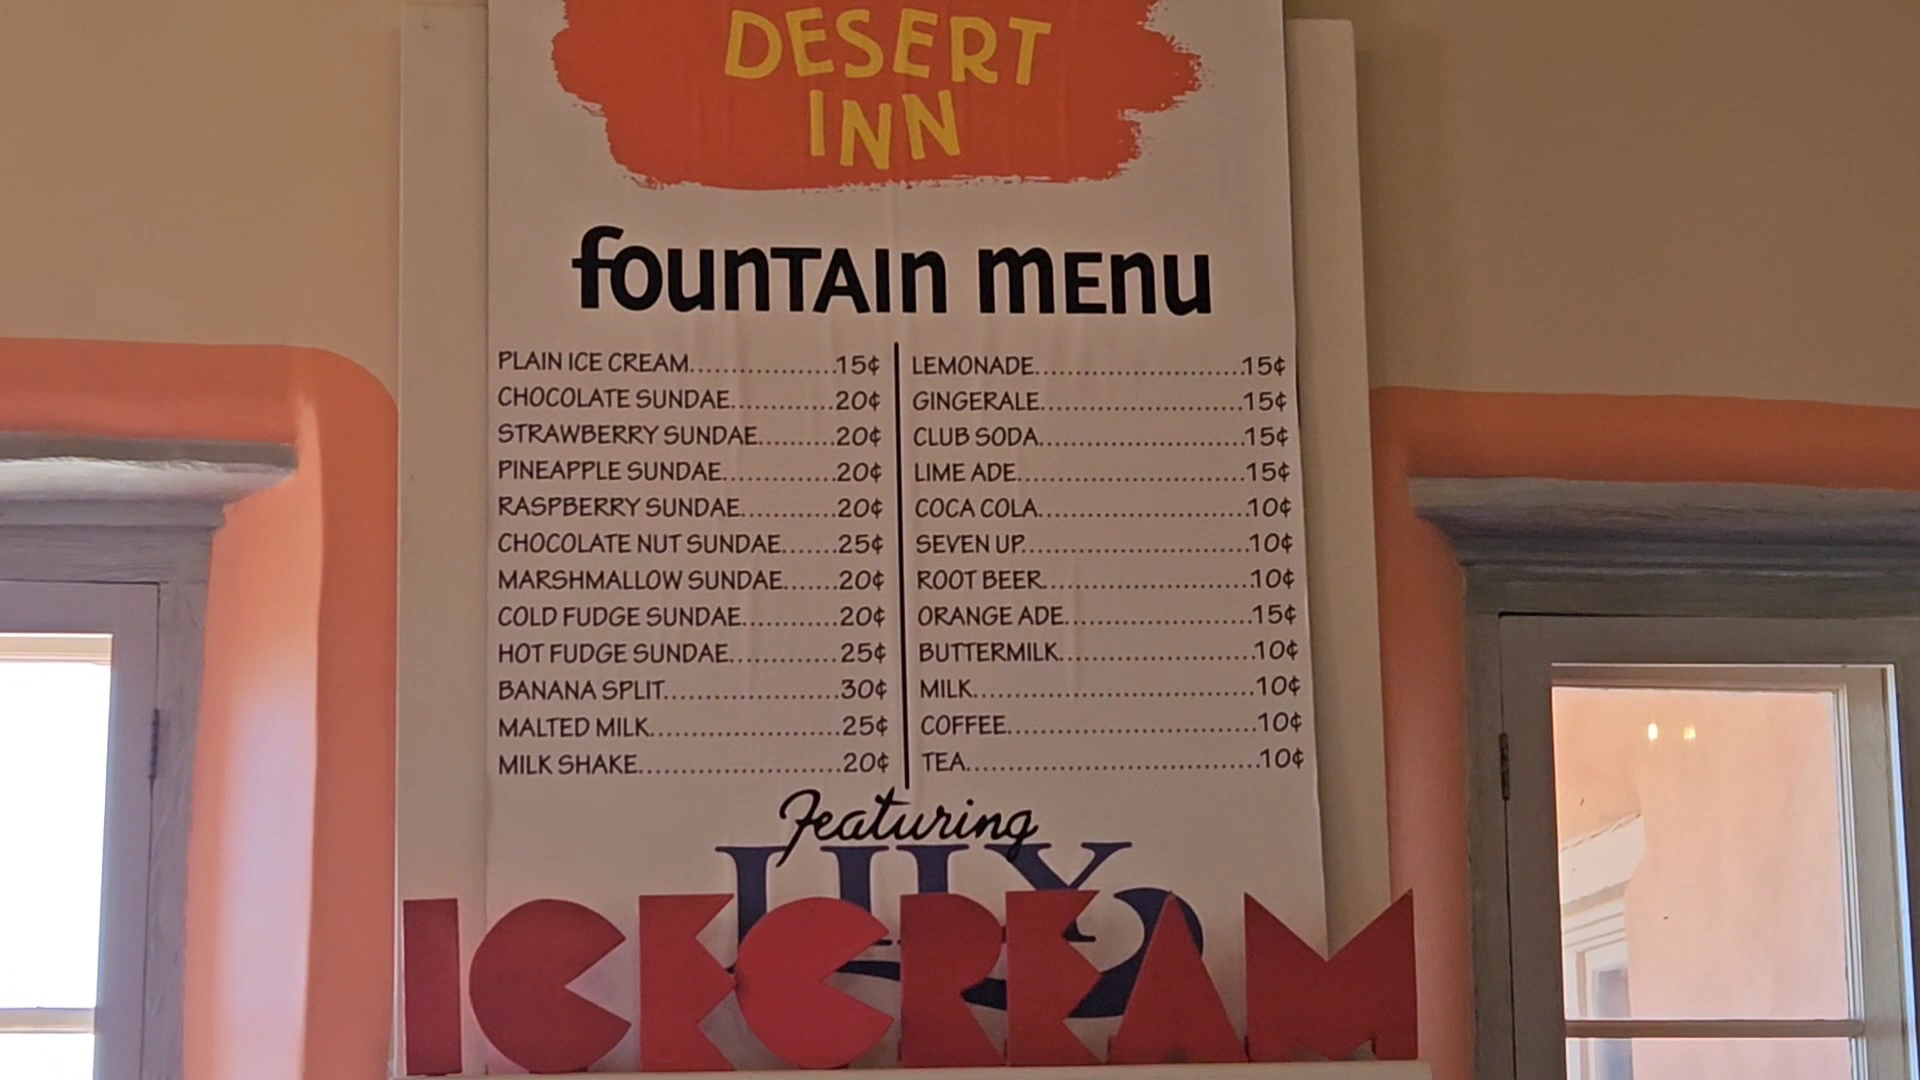 DESERT
INN
fountain menu
PLAIN ICE CREAM..................15¢
CHOCOLATE SUNDAE.............20¢
STRAWBERRY SUNDAE..........20¢
PINEAPPLE SUNDAE...............20¢
RASPBERRY SUNDAE............20¢
CHOCOLATE NUT SUNDAE.......25¢
MARSHMALLOW SUNDAE.......20¢
COLD FUDGE SUNDAE............20¢
HOT FUDGE SUNDAE..............25¢
BANANA SPLIT......................30¢
MALTED MILK........................25¢
MILK SHAKE..........................20¢
LEMONADE..........................15¢
GINGERALE.........................15¢
CLUB SODA..........................15¢
LIME ADE.............................15¢
COCA COLA..........................10¢
SEVEN UP............................10¢
ROOT BEER..........................10¢
ORANGE ADE.......................15¢
BUTTERMILK........................10¢
MILK...................................10¢
COFFEE...............................10¢
TEA.....................................10¢
Featuring
LILY
ICE CREAM